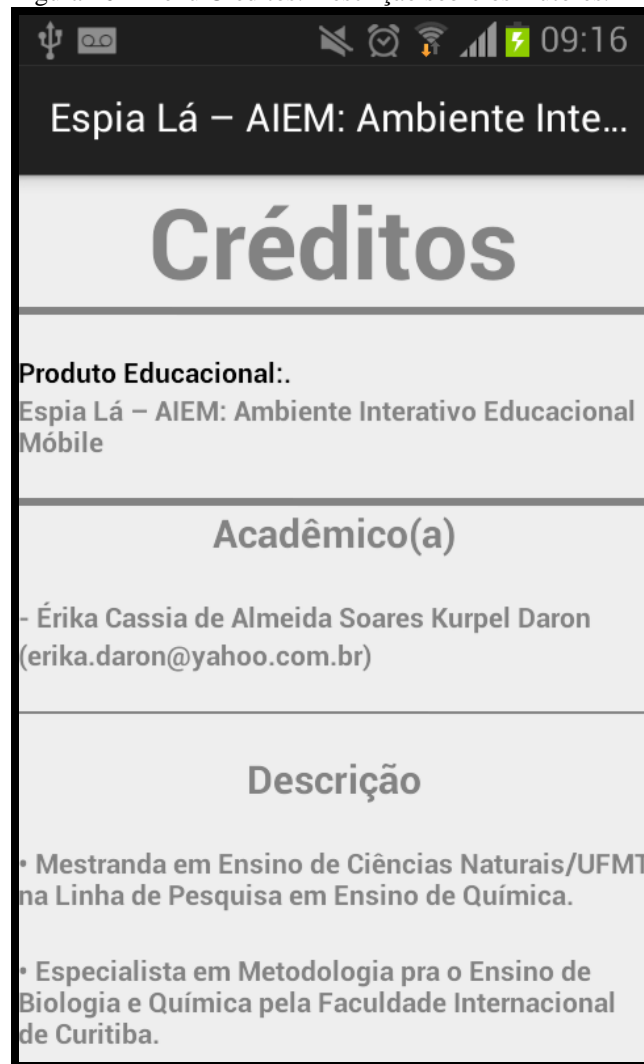 09:16
Espia Lá – AIEM: Ambiente Inte...
Créditos
Produto Educacional:.
Espia Lá – AIEM: Ambiente Interativo Educacional
Móbile
Acadêmico(a)
- Érika Cassia de Almeida Soares Kurpel Daron
(erika.daron@yahoo.com.br)
Descrição
• Mestranda em Ensino de Ciências Naturais/UFMT
na Linha de Pesquisa em Ensino de Química.
• Especialista em Metodologia pra o Ensino de
Biologia e Química pela Faculdade Internacional
de Curitiba.